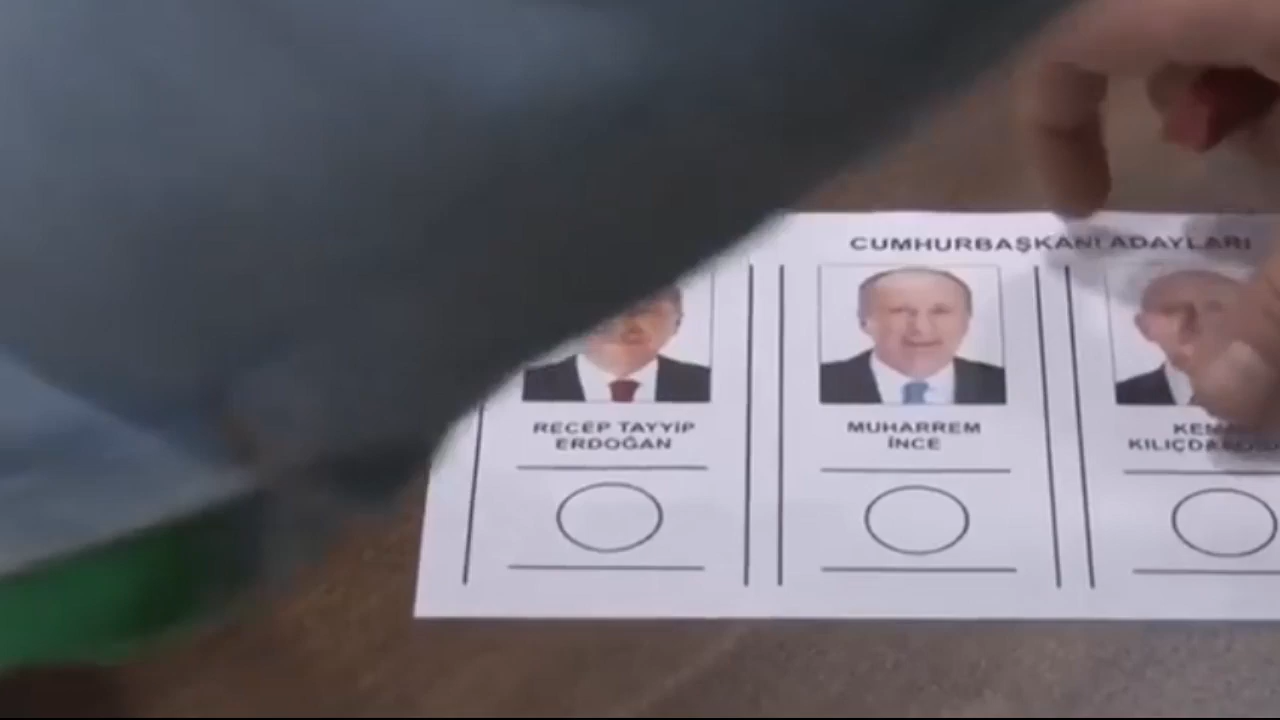 CUMHURBAŞKANI ADAYLARI
RECEP TAYYİP
ERDOĞAN
MUHARREM
İNCE